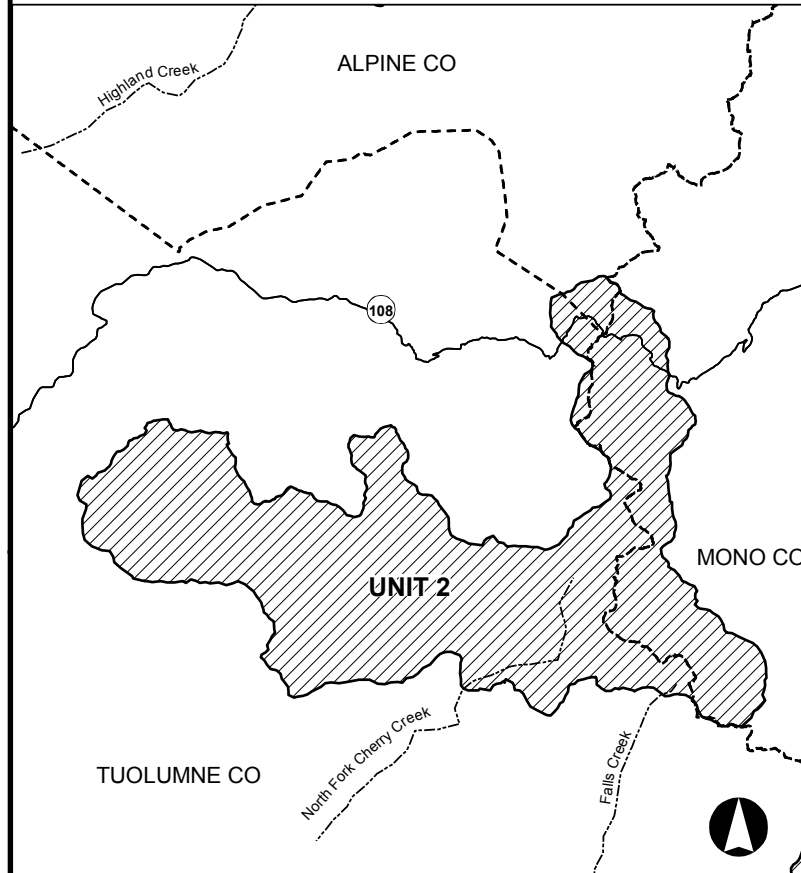 ALPINE CO
Highland Creek
108
MONO CO
UNIT 2
North Fork Cherry Creek
Falls Creek
TUOLUMNE CO